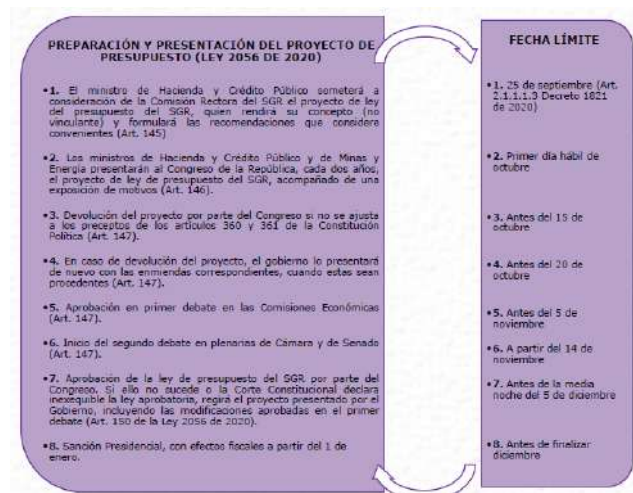 PREPARACIÓN Y PRESENTACIÓN DEL PROYECTO DE
PRESUPUESTO (LEY 2056 DE 2020)
•1. El ministro de Hacienda y Crédito Público someterá a
consideración de la Comisión Rectora del SGR el proyecto de ley
del presupuesto del SGR, quien rendirá su concepto (no
vinculante) y formulará las recomendaciones que considere
convenientes (Art. 145)
•2. Los ministros de Hacienda y Crédito Público y de Minas y
Energía presentarán al Congreso de la República, cada dos años,
el proyecto de ley de presupuesto del SGR, acompañado de una
exposición de motivos (Art. 146).
•3. Devolución del proyecto por parte del Congreso si no se ajusta
a los preceptos de los artículos 360 y 361 de la Constitución
Política (Art. 147).
•4. En caso de devolución del proyecto, el gobierno lo presentará
de nuevo con las enmiendas correspondientes, cuando estas sean
procedentes (Art. 147).
•5. Aprobación en primer debate en las Comisiones Económicas
(Art. 147).
•6. Inicio del segundo debate en plenarias de Cámara y de Senado
(Art. 147).
•7. Aprobación de la ley de presupuesto del SGR por parte del
Congreso. Si ello no sucede o la Corte Constitucional declara
inexequible la ley aprobatoria, regirá el proyecto presentado por el
Gobierno, incluyendo las modificaciones aprobadas en el primer
debate (Art. 150 de la Ley 2056 de 2020).
•8. Sanción Presidencial, con efectos fiscales a partir del 1 de
enero.
FECHA LÍMITE
•1. 25 de septiembre (Art.
2.1.1.1.3 Decreto 1821
de 2020)
•2. Primer día hábil de
octubre
•3. Antes del 15 de
octubre
•4. Antes del 20 de
octubre
•5. Antes del 5 de
noviembre
•6. A partir del 14 de
noviembre
•7. Antes de la media
noche del 5 de diciembre
•8. Antes de finalizar
diciembre